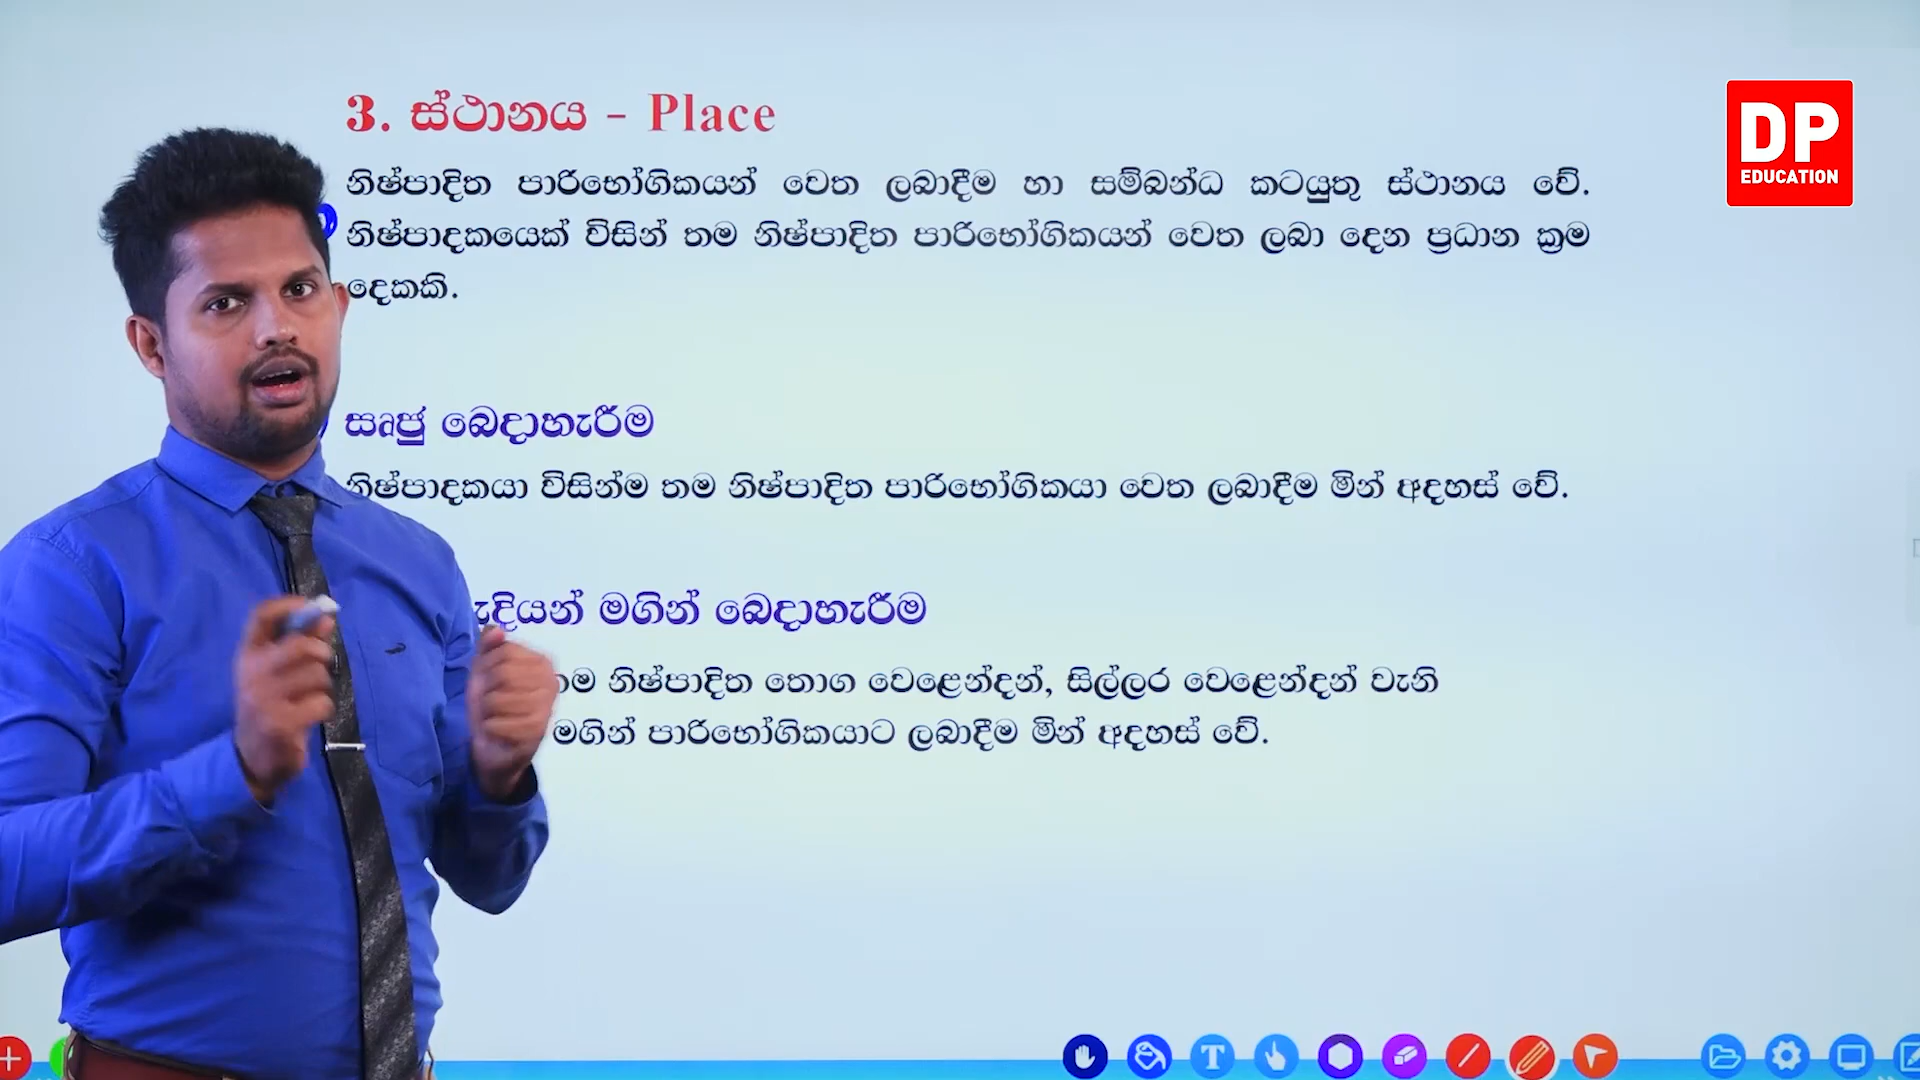 3. ස්ථානය - Place
නිෂ්පාදිත පාරිභෝගිකයන් වෙත ලබාදීම හා සම්බන්ධ කටයුතු ස්ථානය වේ.
නිෂ්පාදකයෙක් විසින් තම නිෂ්පාදිත පාරිභෝගිකයන් වෙත ලබා දෙන ප්‍රධාන ක්‍රම
දෙකකි.
සෘජු බෙදාහැරීම
නිෂ්පාදකයා විසින්ම තම නිෂ්පාදිත පාරිභෝගිකයා වෙත ලබාදීම මින් අදහස් වේ.
මගින් බෙදාහැරීම
නිෂ්පාදිත තොග වෙළෙන්දන්, සිල්ලර වෙළෙන්දන් වැනි
මගින් පාරිභෝගිකයාට ලබාදීම මින් අදහස් වේ.
DP
EDUCATION